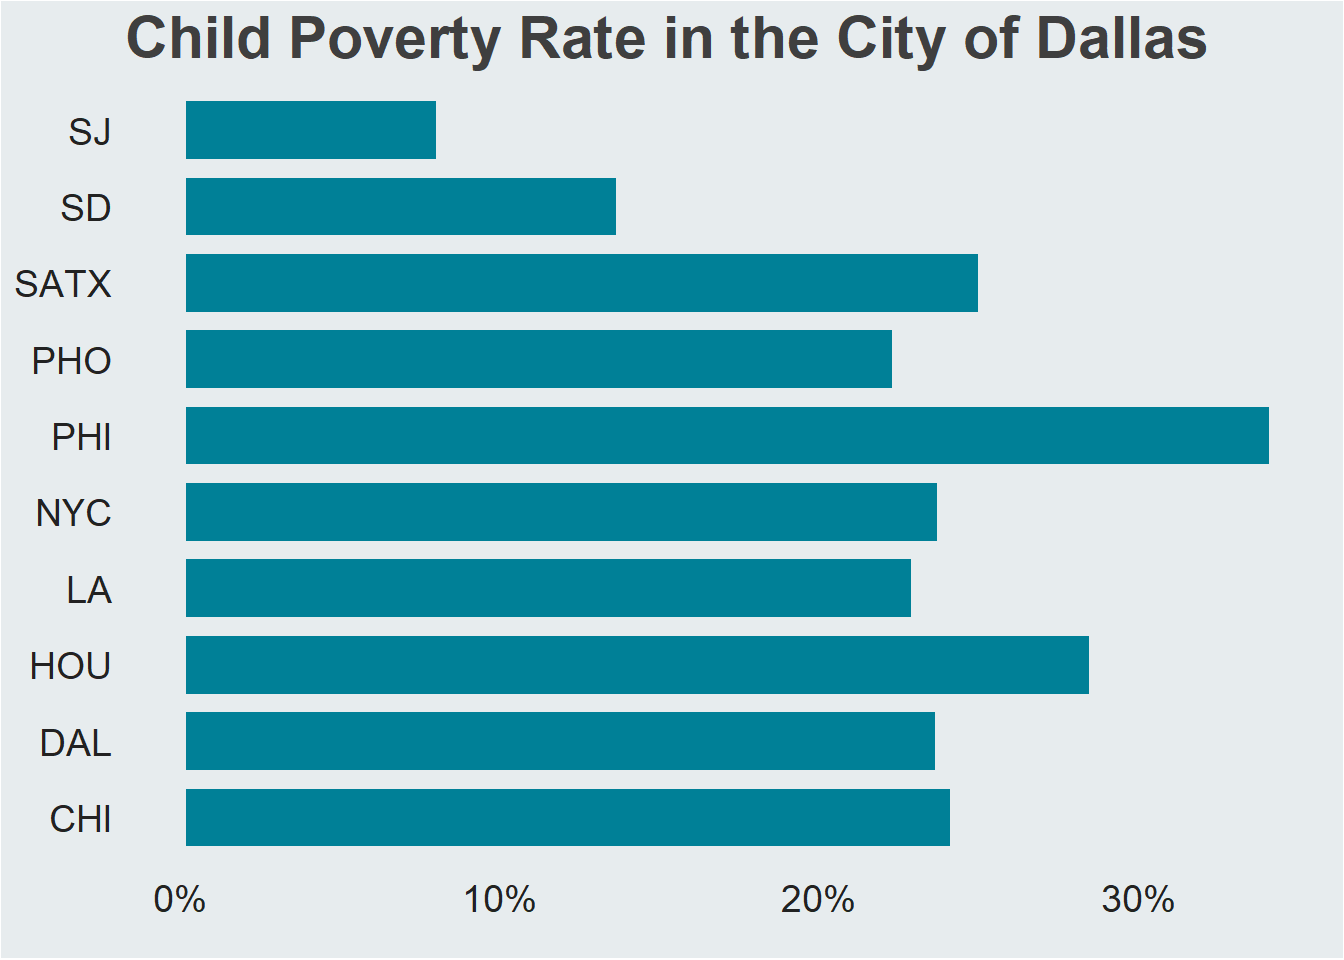 Child Poverty Rate in the City of Dallas
SJ
SD
SATX
PHO
PHI
NYC
LA
HOU
DAL
CHI
0% 10% 20% 30%